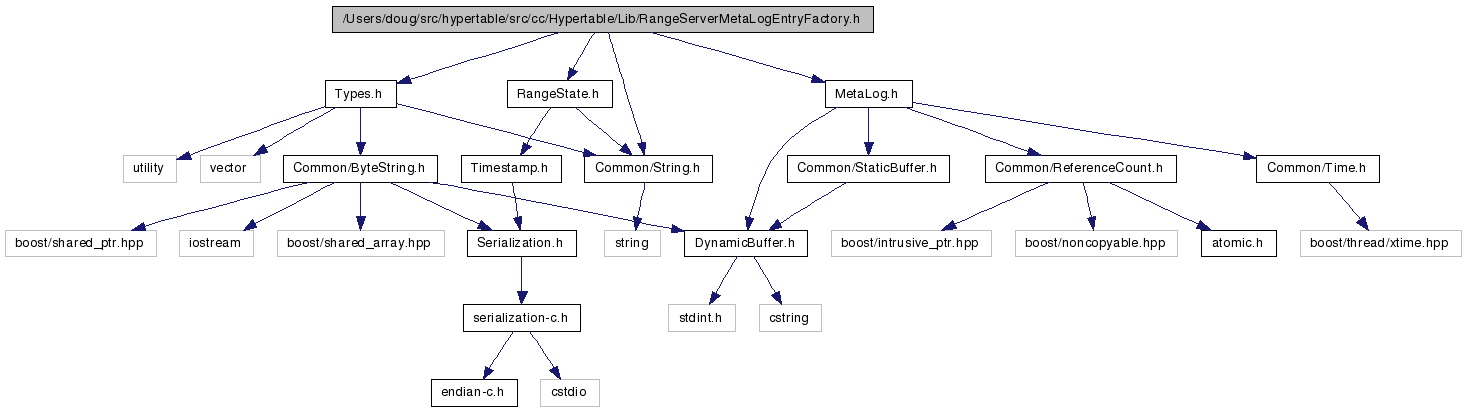 /Users/doug/src/hypertable/src/cc/Hypertable/Lib/RangeServerMetaLogEntryFactory.h
Types.h
RangeState.h
MetaLog.h
utility
vector
Common/ByteString.h
Timestamp.h
Common/String.h
Common/StaticBuffer.h
Common/ReferenceCount.h
Common/Time.h
boost/shared_ptr.hpp
iostream
boost/shared_array.hpp
Serialization.h
string
DynamicBuffer.h
boost/intrusive_ptr.hpp
boost/noncopyable.hpp
atomic.h
boost/thread/xtime.hpp
serialization-c.h
stdint.h
cstring
endian-c.h
cstdio